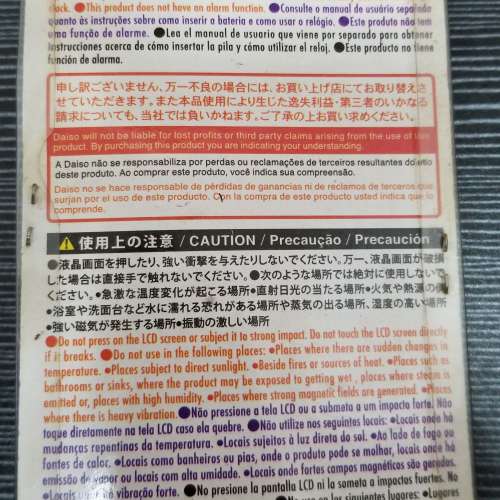 ock. ●This product does not have an alarm function. ●Consulte o manual de usuário separado
quanto às instruções sobre como inserir a bateria e como usar o relógio. ●Este produto não tem
uma função de alarme. ●Lea el manual de usuario que viene por separado para obtener
instrucciones acerca de cómo insertar la pila y cómo utilizar el reloj. ●Este producto no tiene
función de alarma.
申し訳ございません、万一不良の場合には、お買い上げ店にてお取り替えさ
せていただきます。また本品使用により生じた逸失利益・第三者のいかなる
請求についても、当社では負いかねます。ご了承の上お買い求めください。
Daiso will not be liable for lost profits or third party claims arising from the use of this
product. By purchasing this product you are indicating your understanding.
A Daiso não se responsabiliza por perdas ou reclamações de terceiros resultantes do uso
deste produto. Ao comprar este produto, você indica sua compreensão.
Daiso no se hace responsable de pérdidas de ganancias ni de reclamos de terceros que
surjan por el uso de este producto. Con la compra de este producto usted indica que lo
comprende.
使用上の注意 / CAUTION / Precaução / Precaución
●液晶画面を押したり、強い衝撃を与えたりしないでください。万一、液晶画面が破損
した場合は直接手で触れないでください。●次のような場所では絶対に使用しないで
ください。•急激な温度変化が起こる場所•直射日光の当たる場所•火気や熱源の側
•浴室や洗面台など水に濡れる恐れがある場所や蒸気の出る場所、湿度の高い場所
•強い磁気が発生する場所•振動の激しい場所
●Do not press on the LCD screen or subject it to strong impact. Do not touch the LCD screen directly
if it breaks. ●Do not use in the following places: •Places where there are sudden changes in
temperature. •Places subject to direct sunlight. •Beside fires or sources of heat. •Places such as
bathrooms or sinks, where the product may be exposed to getting wet , places where steam is
emitted or, places with high humidity. •Places where strong magnetic fields are generated. •Places
where there is heavy vibration. ●Não pressione a tela LCD ou a submeta a um impacto forte. Não
toque diretamente na tela LCD caso ela quebre. ●Não utilize nos seguintes locais: •Locais onde há
mudanças repentinas da temperatura. •Locais sujeitos à luz direta do sol. •Ao lado de fogo ou
fontes de calor. •Locais como banheiros ou pias, onde o produto pode ser molhado, locais onde há
emissão de vapor ou locais com alta umidade. •Locais onde fortes campos magnéticos são gerados.
•Locais de vibração forte. ●No presione la pantalla LCD ni la someta a impactos fuertes. No